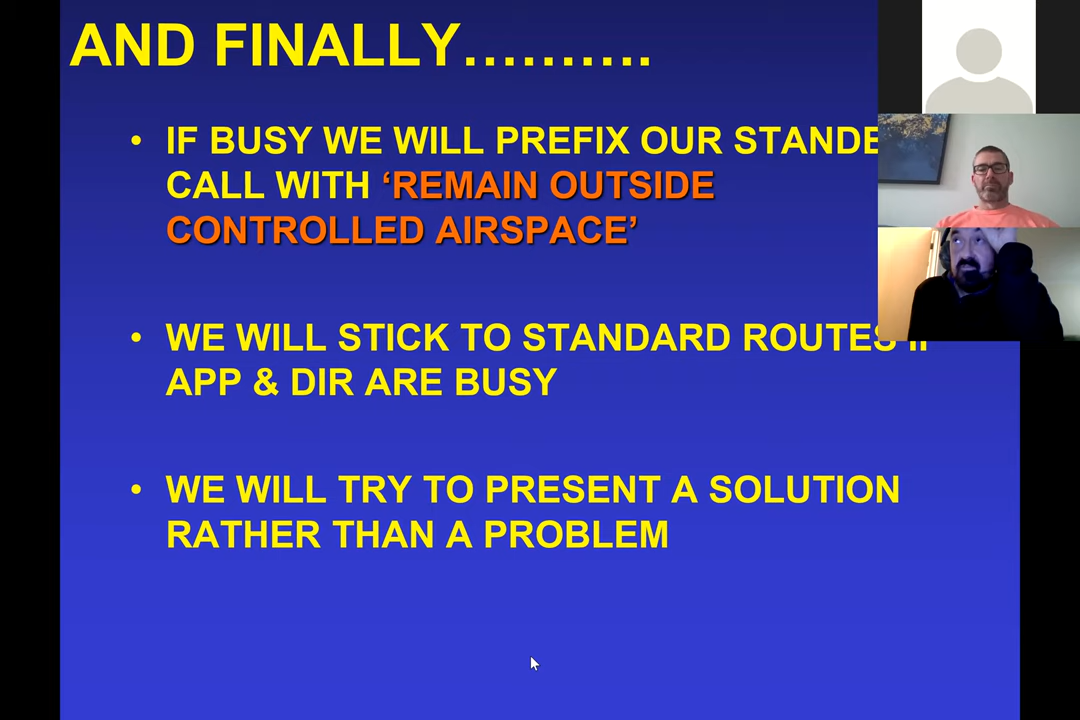 AND FINALLY……….
• IF BUSY WE WILL PREFIX OUR
CALL WITH ‘REMAIN OUTSIDE
CONTROLLED AIRSPACE’
• WE WILL STICK TO STANDARD ROUTES
APP & DIR ARE BUSY
• WE WILL TRY TO PRESENT A SOLUTION
RATHER THAN A PROBLEM